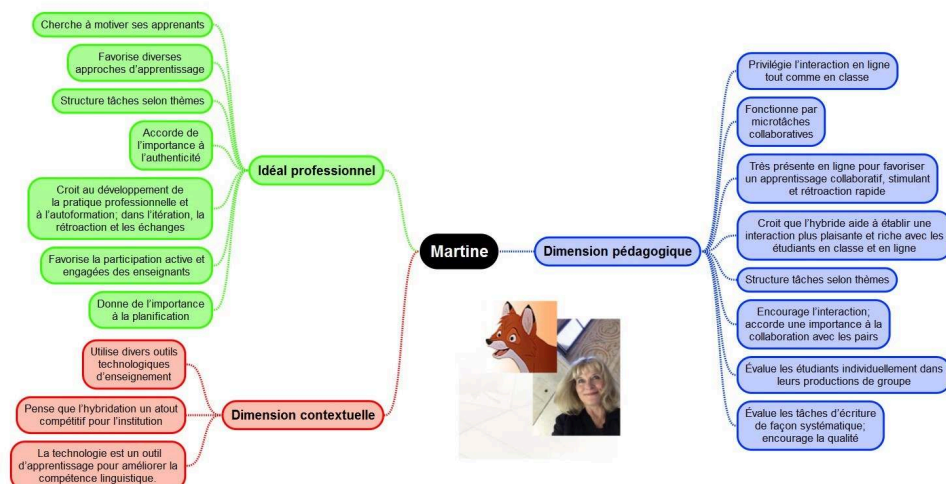 Cherche à motiver ses apprenants
Favorise diverses
approches d'apprentissage
Structure tâches selon thèmes
Accorde de
l'importance à
l'authenticité
Croit au développement de
la pratique professionnelle et
à l'autoformation; dans l'itération, la
rétroaction et les échanges
Favorise la participation active et
engagées des enseignants
Donne de l'importance
à la planification
Idéal professionnel
Utilise divers outils
technologiques
d'enseignement
Pense que l'hybridation un atout
compétitif pour l'institution
La technologie est un outil
d'apprentissage pour améliorer la
compétence linguistique.
Dimension contextuelle
Martine
Dimension pédagogique
Privilégie l'interaction en ligne
tout comme en classe
Fonctionne par
microtâches
collaboratives
Très présente en ligne pour favoriser
un apprentissage collaboratif, stimulant
et rétroaction rapide
Croit que l'hybride aide à établir une
interaction plus plaisante et riche avec les
étudiants en classe et en ligne
Structure tâches selon thèmes
Encourage l'interaction;
accorde une importance à la
collaboration avec les pairs
Évalue les étudiants individuellement dans
leurs productions de groupe
Évalue les tâches d'écriture
de façon systématique;
encourage la qualité